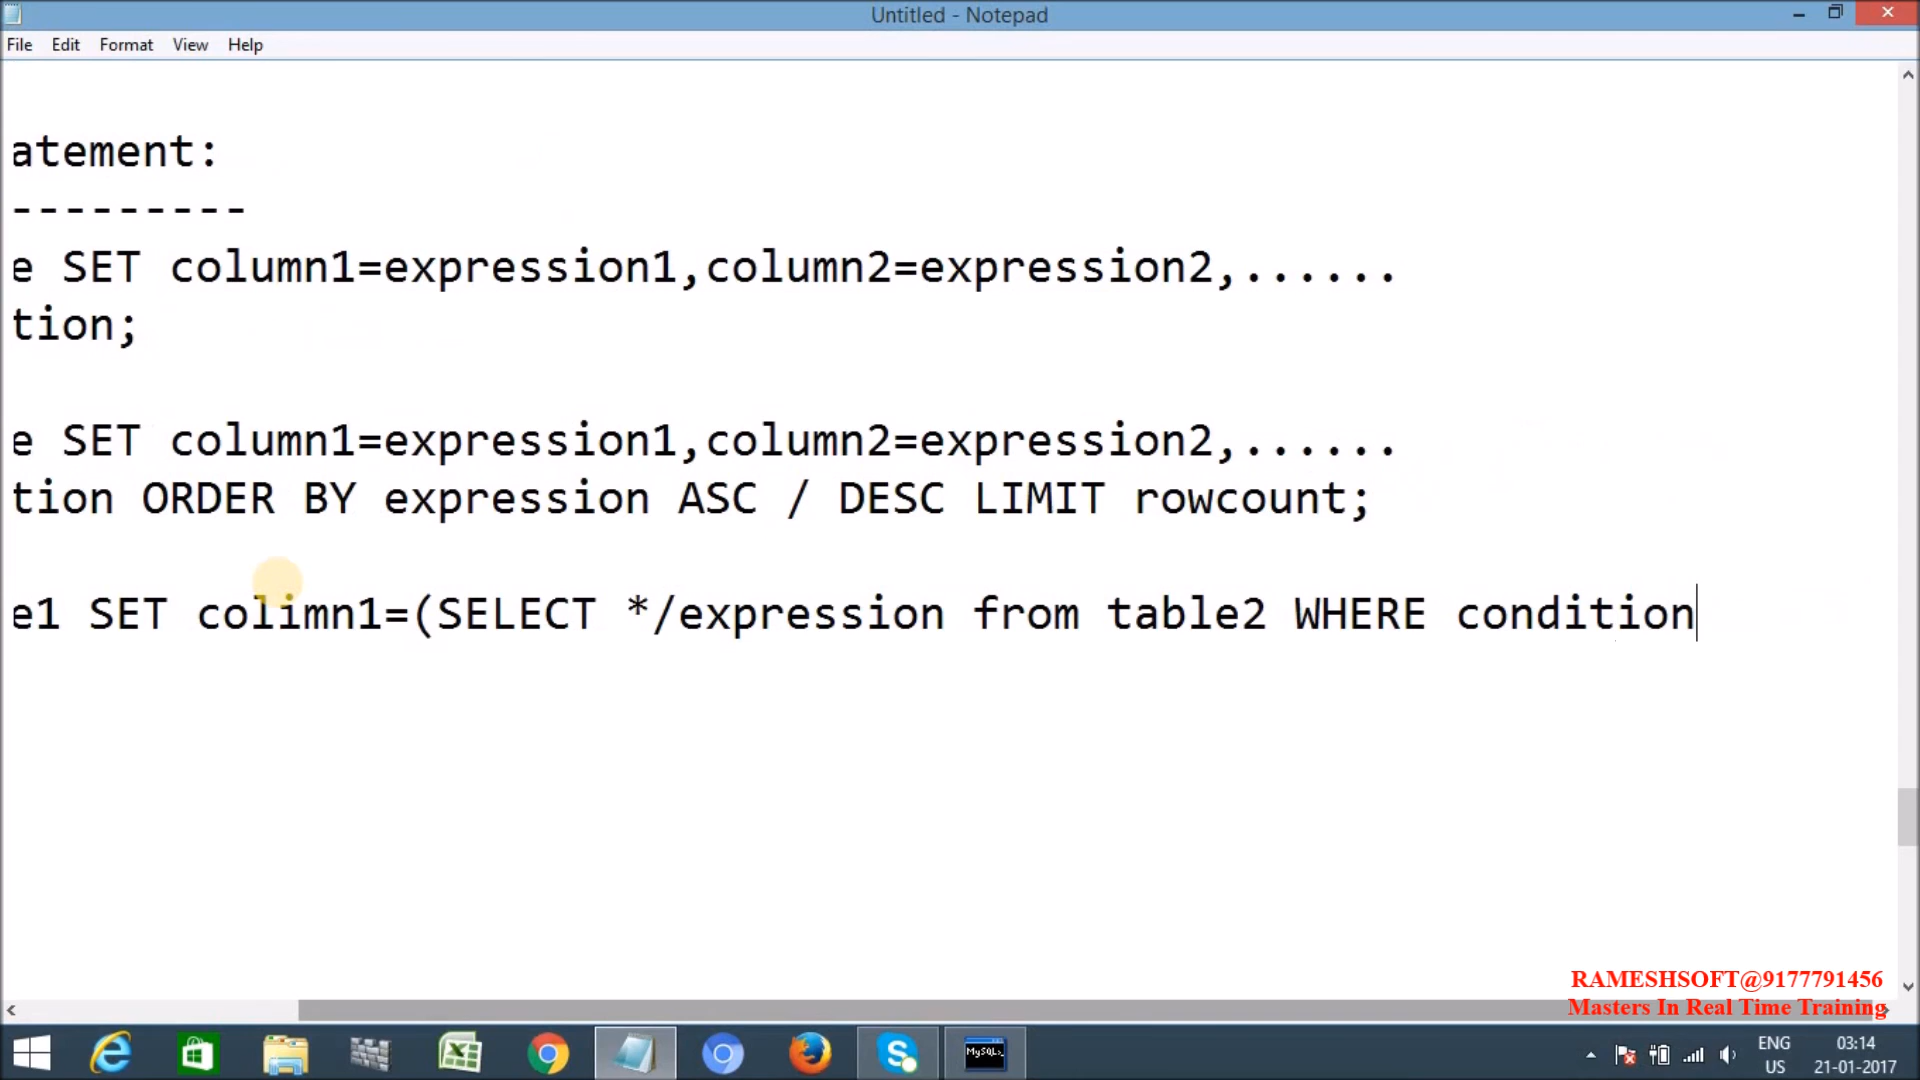 Untitled - Notepad
File Edit Format View Help
atement:
---------
e SET column1=expression1,column2=expression2,......
tion;
e SET column1=expression1,column2=expression2,......
tion ORDER BY expression ASC / DESC LIMIT rowcount;
e1 SET colimn1=(SELECT */expression from table2 WHERE condition
RAMESHSOFT@9177791456
Masters In Real Time Training
MySQL
ENG 03:14
US 21-01-2017